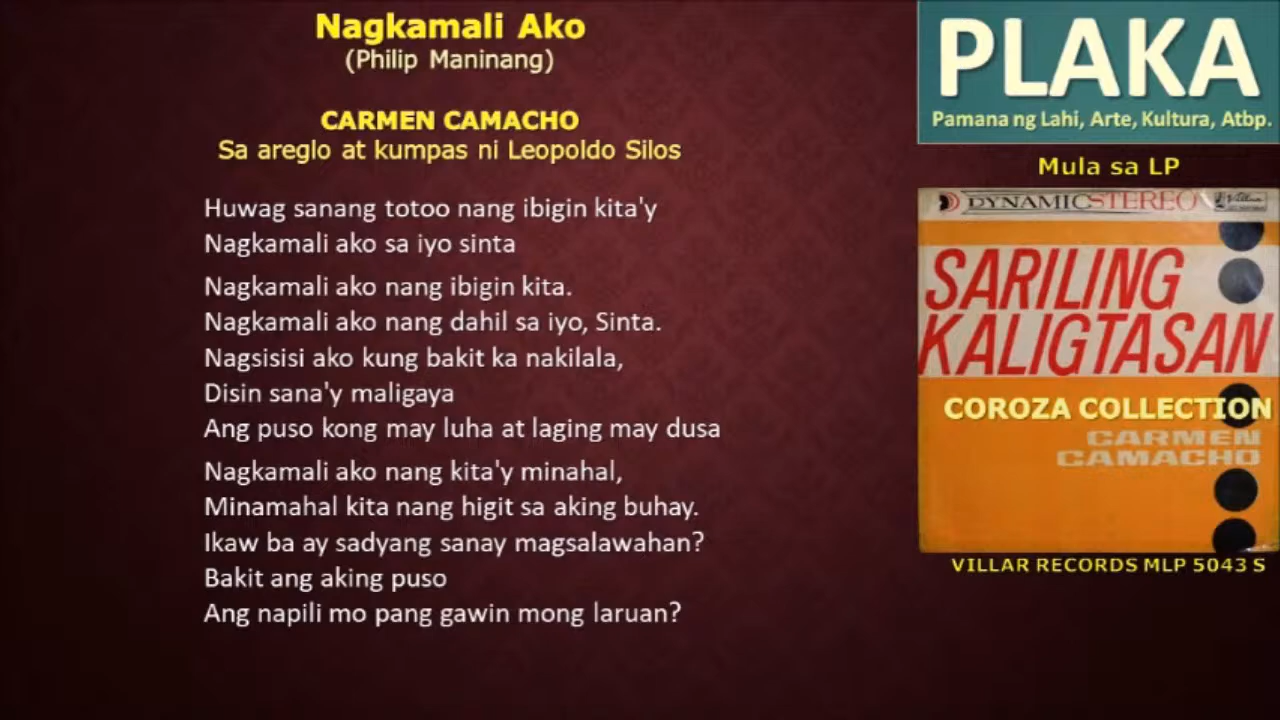 Nagkamali Ako
(Philip Maninang)
CARMEN CAMACHO
Sa areglo at kumpas ni Leopoldo Silos
Huwag sanang totoo nang ibigin kita'y
Nagkamali ako sa iyo sinta
Nagkamali ako nang ibigin kita.
Nagkamali ako nang dahil sa iyo, Sinta.
Nagsisisi ako kung bakit ka nakilala,
Disin sana'y maligaya
Ang puso kong may luha at laging may dusa
Nagkamali ako nang kita'y minahal,
Minamahal kita nang higit sa aking buhay.
Ikaw ba ay sadyang sanay magsalawahan?
Bakit ang aking puso
Ang napili mo pang gawin mong laruan?
PLAKA
Pamana ng Lahi, Arte, Kultura, Atbp.
Mula sa LP
DYNAMIC STEREO Villar
SARILING
KALIGTASAN
COROZA COLLECTION
CARMEN
CAMACHO
VILLAR RECORDS MLP 5043 S